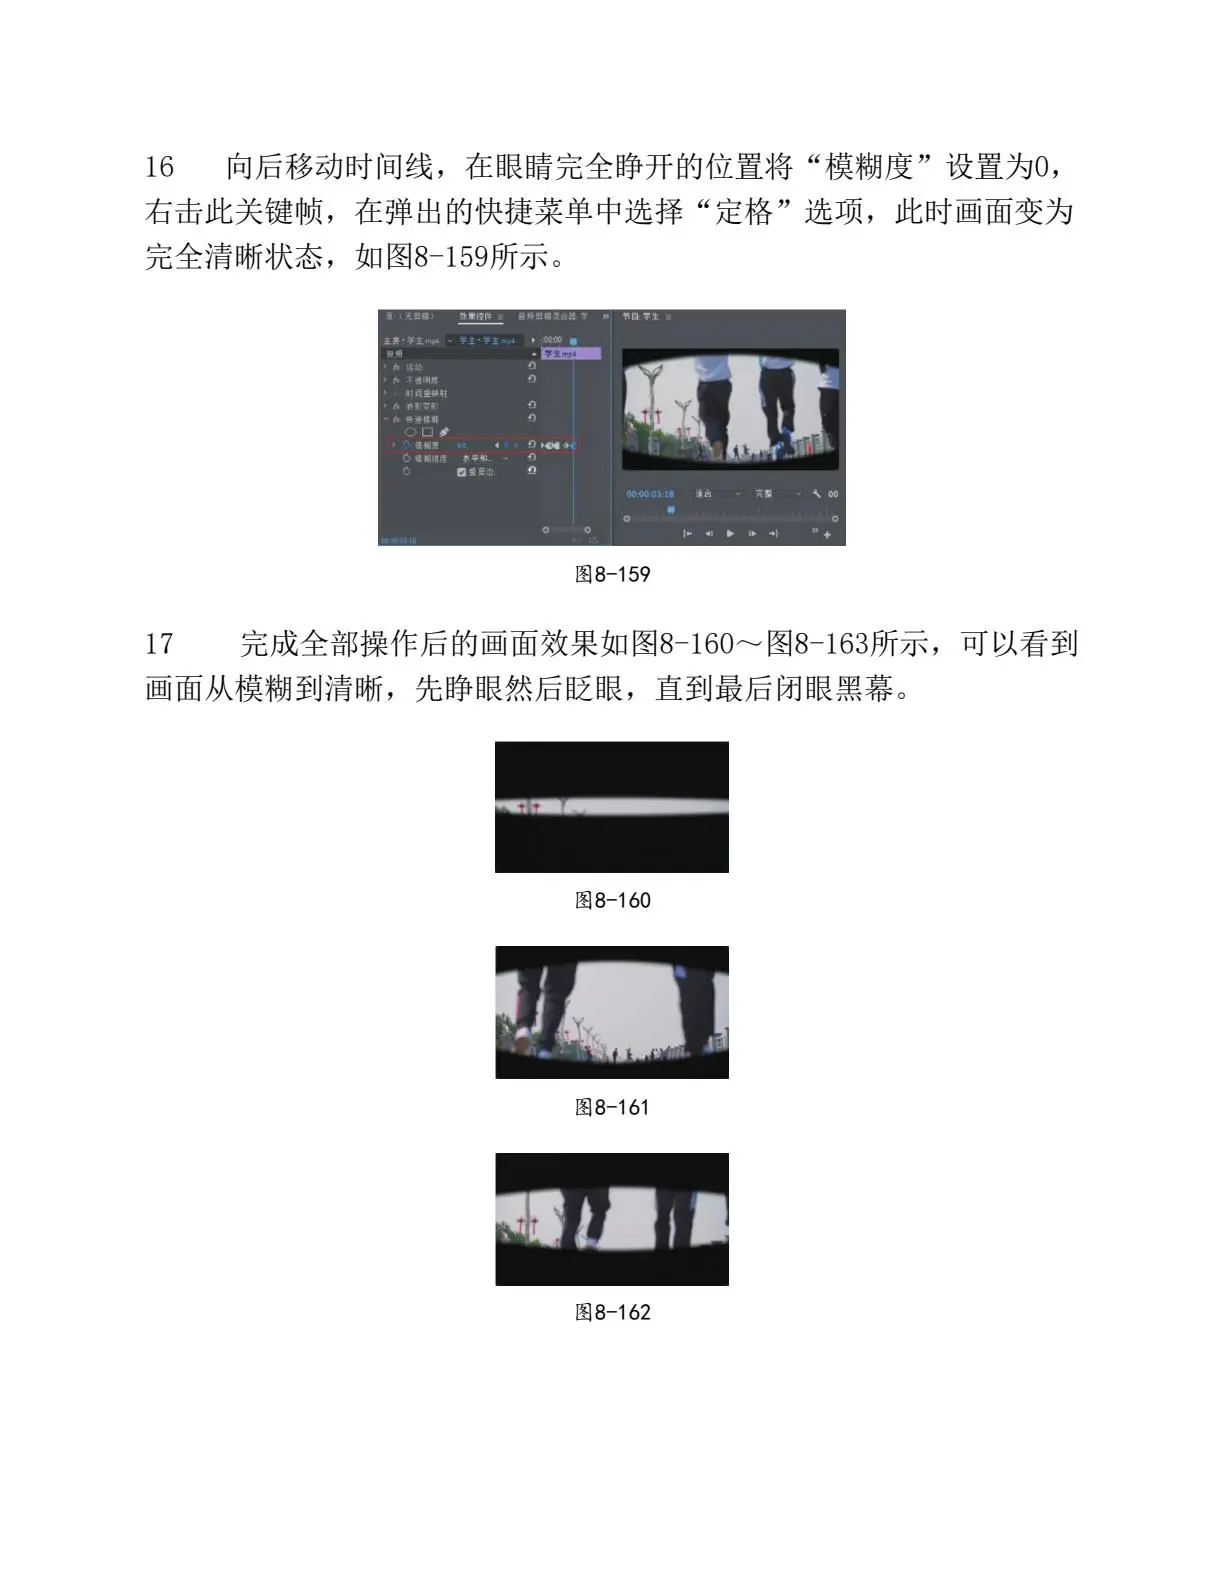 16 向后移动时间线，在眼睛完全睁开的位置将“模糊度”设置为0，
右击此关键帧，在弹出的快捷菜单中选择“定格”选项，此时画面变为
完全清晰状态，如图8-159所示。
源：（无剪辑） 效果控件 音频剪辑混合器：学 节目：学生
主要*学生.mp4 学生*学生.mp4 :00:00
视频 学生.mp4
fx 运动
fx 不透明度
时间重映射
fx 波形变形
fx 快速模糊
模糊度 0.0
模糊维度 水平和...
重复边...
00:00:03:18 适合 完整
00:00:03:18
图8-159
17 完成全部操作后的画面效果如图8-160～图8-163所示，可以看到
画面从模糊到清晰，先睁眼然后眨眼，直到最后闭眼黑幕。
图8-160
图8-161
图8-162